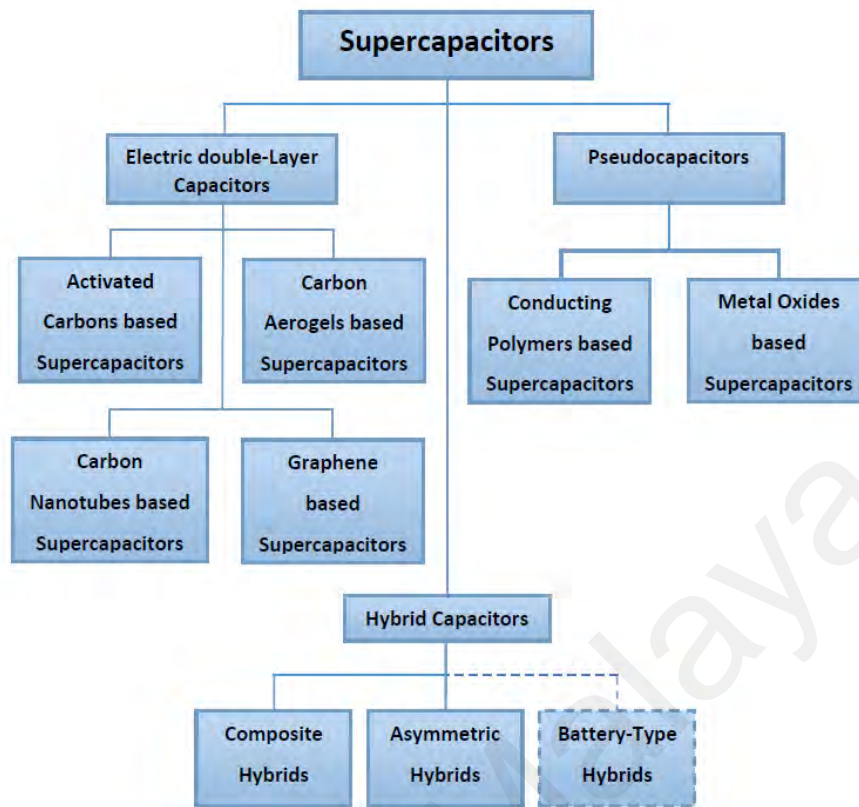 Supercapacitors
Electric double-Layer
Capacitors
Pseudocapacitors
Activated
Carbons based
Supercapacitors
Carbon
Aerogels based
Supercapacitors
Conducting
Polymers based
Supercapacitors
Metal Oxides
based
Supercapacitors
Carbon
Nanotubes based
Supercapacitors
Graphene
based
Supercapacitors
Hybrid Capacitors
Composite
Hybrids
Asymmetric
Hybrids
Battery-Type
Hybrids
Malaya